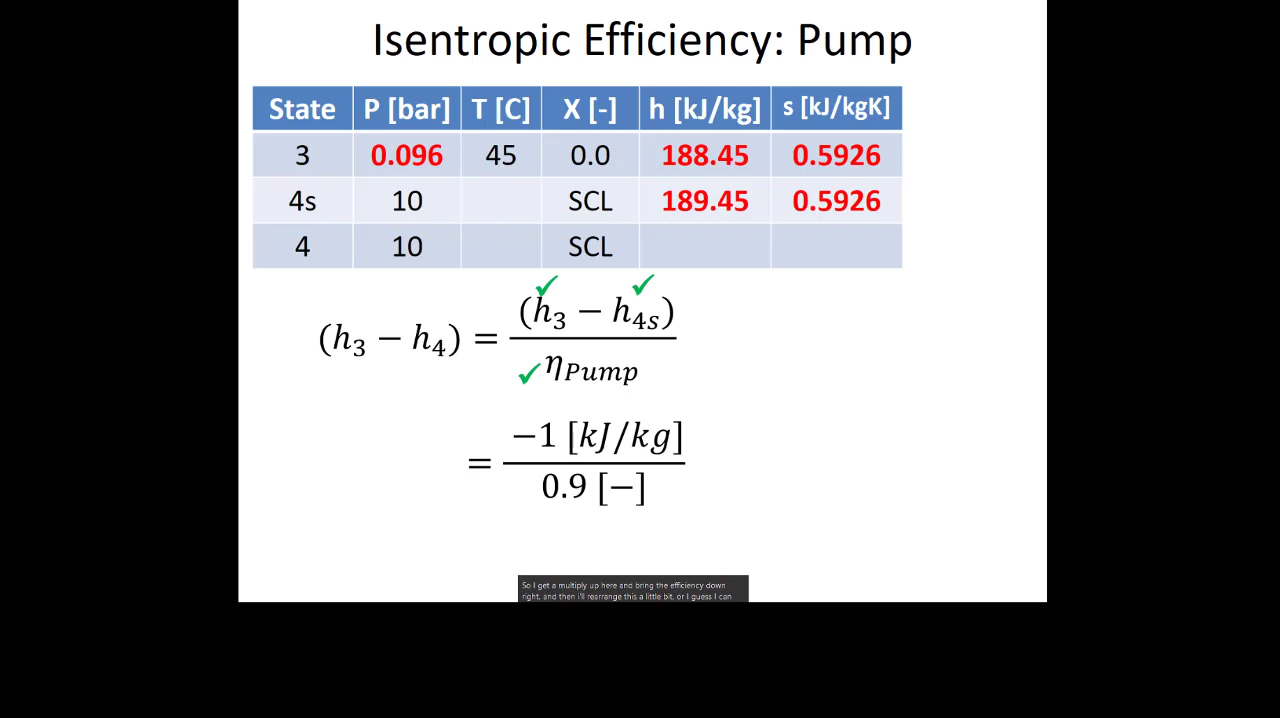 Isentropic Efficiency: Pump
State P [bar] T [C] X [-] h [kJ/kg] s [kJ/kgK]
3 0.096 45 0.0 188.45 0.5926
4s 10 SCL 189.45 0.5926
4 10 SCL
(h₃ − h₄) = (h₃ − h₄ₛ) / η_Pump
= −1 [kJ/kg] / 0.9 [−]
So I get a multiply up here and bring the efficiency down
right, and then i'll rearrange this a little bit, or I guess I can